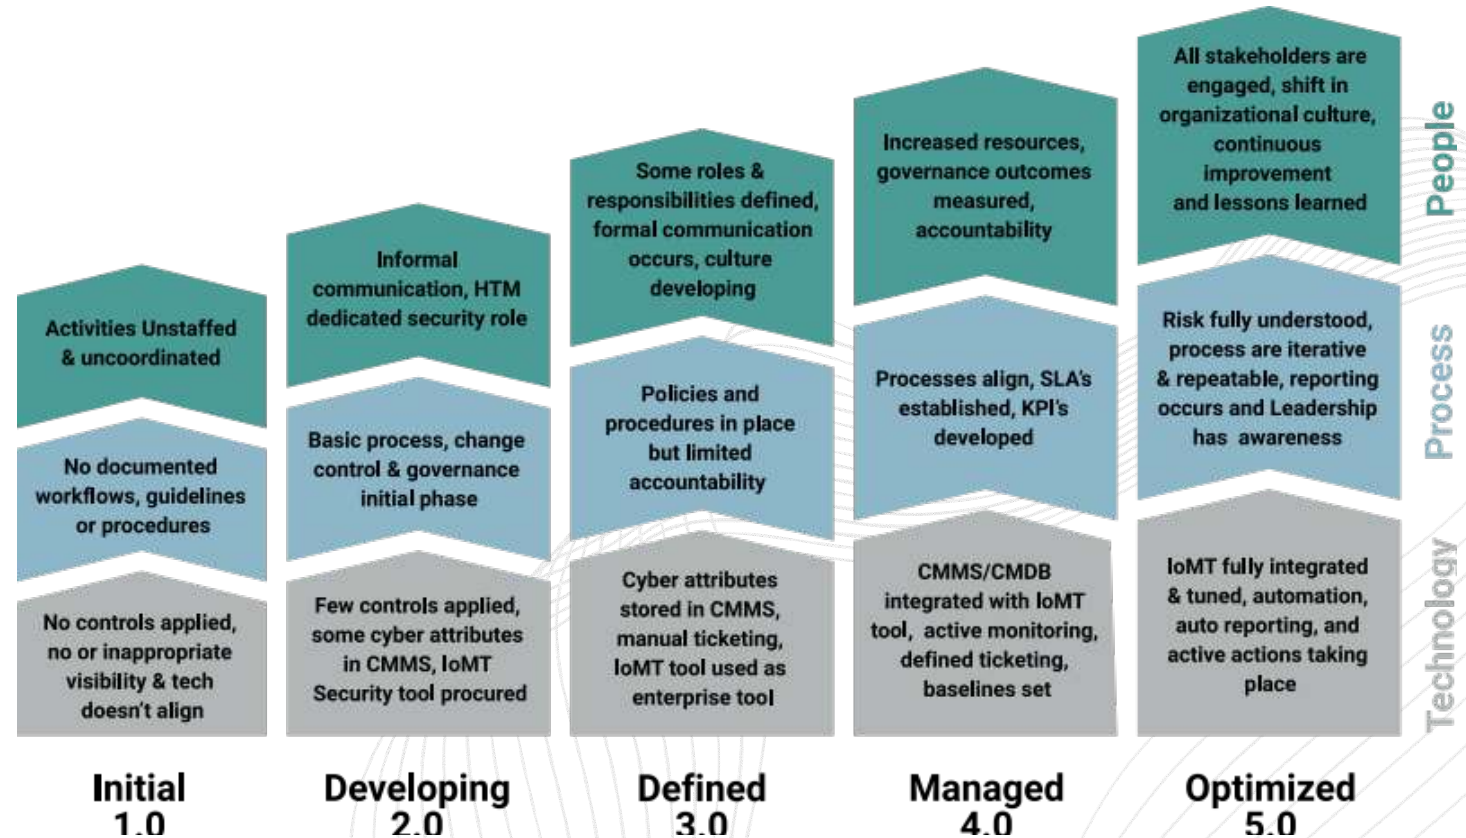 Activities Unstaffed
& uncoordinated
No documented
workflows, guidelines
or procedures
No controls applied,
no or inappropriate
visibility & tech
doesn't align
Initial
1.0
Informal
communication, HTM
dedicated security role
Basic process, change
control & governance
initial phase
Few controls applied,
some cyber attributes
in CMMS, IoMT
Security tool procured
Developing
2.0
Some roles &
responsibilities defined,
formal communication
occurs, culture
developing
Policies and
procedures in place
but limited
accountability
Cyber attributes
stored in CMMS,
manual ticketing,
IoMT tool used as
enterprise tool
Defined
3.0
Increased resources,
governance outcomes
measured,
accountability
Processes align, SLA's
established, KPI's
developed
CMMS/CMDB
integrated with IoMT
tool, active monitoring,
defined ticketing,
baselines set
Managed
4.0
All stakeholders are
engaged, shift in
organizational culture,
continuous
improvement
and lessons learned
Risk fully understood,
process are iterative
& repeatable, reporting
occurs and Leadership
has awareness
IoMT fully integrated
& tuned, automation,
auto reporting, and
active actions taking
place
Optimized
5.0
People
Process
Technology